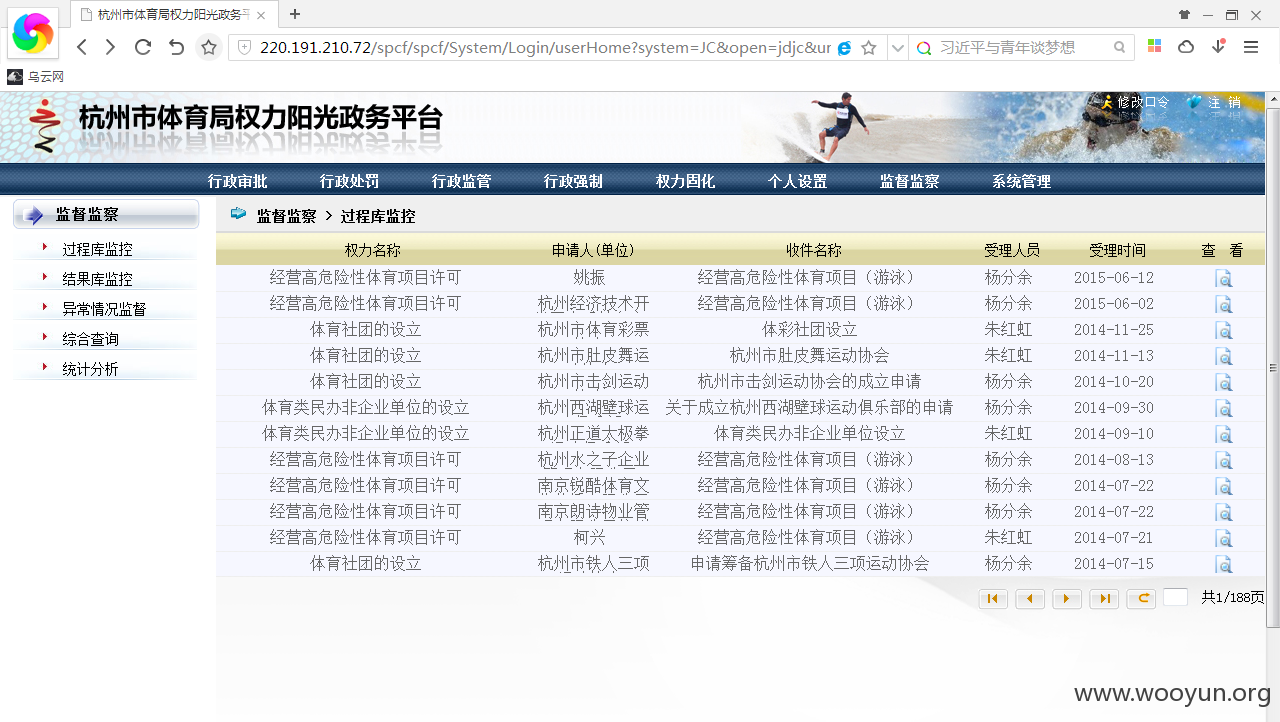 杭州市体育局权力阳光政务平
220.191.210.72/spcf/spcf/System/Login/userHome?system=JC&open=jdjc&ur
习近平与青年谈梦想
乌云网
杭州市体育局权力阳光政务平台
修改口令 注 销
行政审批 行政处罚 行政监管 行政强制 权力固化 个人设置 监督监察 系统管理
监督监察
过程库监控
结果库监控
异常情况监督
综合查询
统计分析
监督监察 > 过程库监控
权力名称 申请人(单位) 收件名称 受理人员 受理时间 查 看
经营高危险性体育项目许可 姚振 经营高危险性体育项目（游泳） 杨分余 2015-06-12
经营高危险性体育项目许可 杭州经济技术开 经营高危险性体育项目（游泳） 杨分余 2015-06-02
体育社团的设立 杭州市体育彩票 体彩社团设立 朱红虹 2014-11-25
体育社团的设立 杭州市肚皮舞运 杭州市肚皮舞运动协会 朱红虹 2014-11-13
体育社团的设立 杭州市击剑运动 杭州市击剑运动协会的成立申请 杨分余 2014-10-20
体育类民办非企业单位的设立 杭州西湖壁球运 关于成立杭州西湖壁球运动俱乐部的申请 杨分余 2014-09-30
体育类民办非企业单位的设立 杭州正道太极拳 体育类民办非企业单位设立 朱红虹 2014-09-10
经营高危险性体育项目许可 杭州水之子企业 经营高危险性体育项目（游泳） 杨分余 2014-08-13
经营高危险性体育项目许可 南京锐酷体育文 经营高危险性体育项目（游泳） 杨分余 2014-07-22
经营高危险性体育项目许可 南京朗诗物业管 经营高危险性体育项目（游泳） 杨分余 2014-07-22
经营高危险性体育项目许可 柯兴 经营高危险性体育项目（游泳） 朱红虹 2014-07-21
体育社团的设立 杭州市铁人三项 申请筹备杭州市铁人三项运动协会 杨分余 2014-07-15
共1/188页
www.wooyun.org